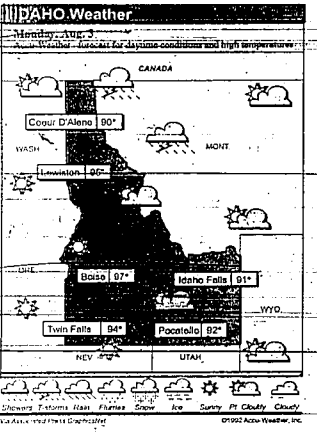 IDAHO Weather
Monday, Aug. 3
Accu-Weather forecast for daytime conditions and high temperatures
CANADA
Coeur D'Alene 90°
WASH
MONT.
Lewiston 96°
ORE.
Boise 97°
Idaho Falls 91°
WYO.
Twin Falls 94°
Pocatello 92°
NEV
UTAH
Showers T-storms Rain Flurries Snow Ice Sunny Pt. Cloudy Cloudy
Via Associated Press GraphicsNet
©1992 Accu-Weather, Inc.